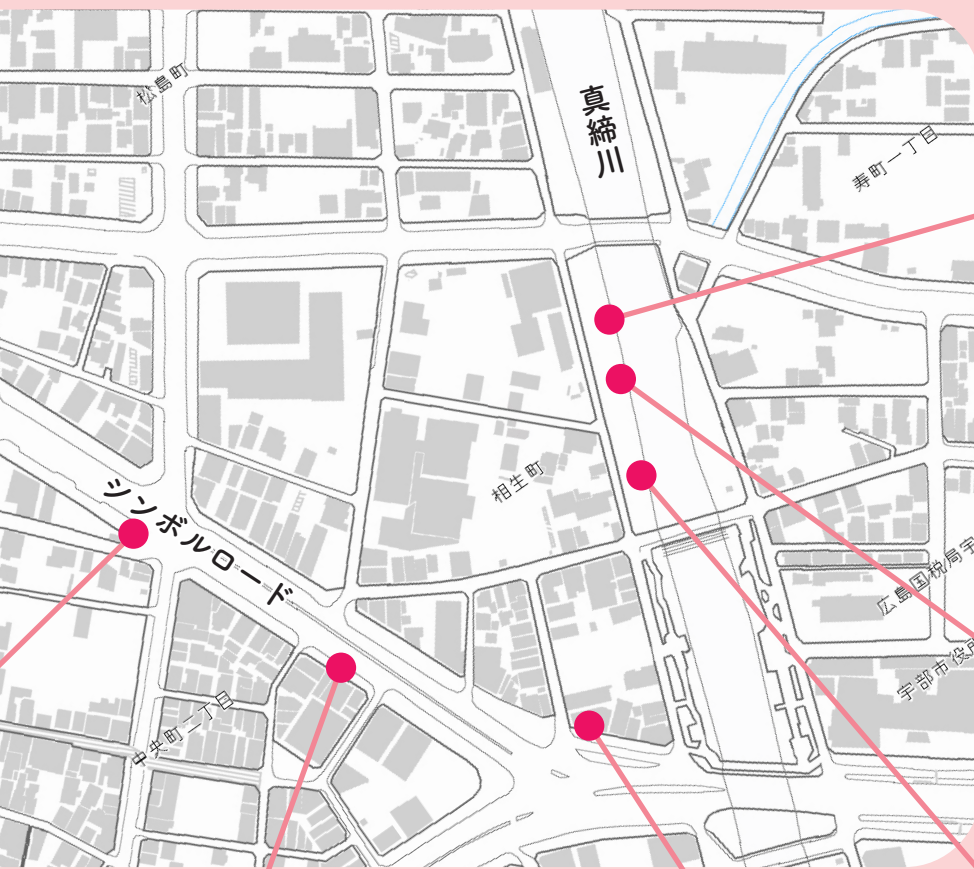 松島町
真締川
寿町一丁目
相生町
シンボルロード
広島国税局宇
宇部市役所
中央町二丁目